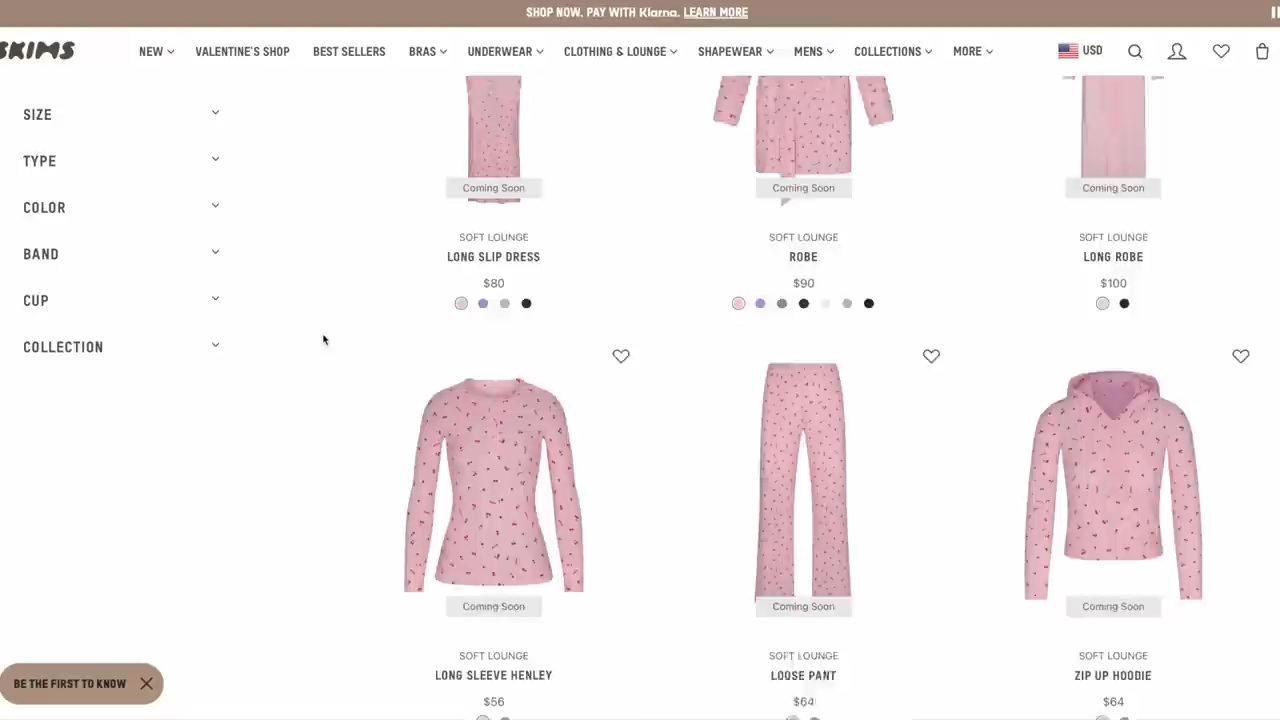 SHOP NOW. PAY WITH Klarna. LEARN MORE
SKIMS
NEW VALENTINE'S SHOP BEST SELLERS BRAS UNDERWEAR CLOTHING & LOUNGE SHAPEWEAR MENS COLLECTIONS MORE USD
SIZE
TYPE
COLOR
BAND
CUP
COLLECTION
Coming Soon Coming Soon Coming Soon
SOFT LOUNGE SOFT LOUNGE SOFT LOUNGE
LONG SLIP DRESS ROBE LONG ROBE
$80 $90 $100
Coming Soon Coming Soon Coming Soon
SOFT LOUNGE SOFT LOUNGE SOFT LOUNGE
LONG SLEEVE HENLEY LOOSE PANT ZIP UP HOODIE
$56 $64 $64
BE THE FIRST TO KNOW